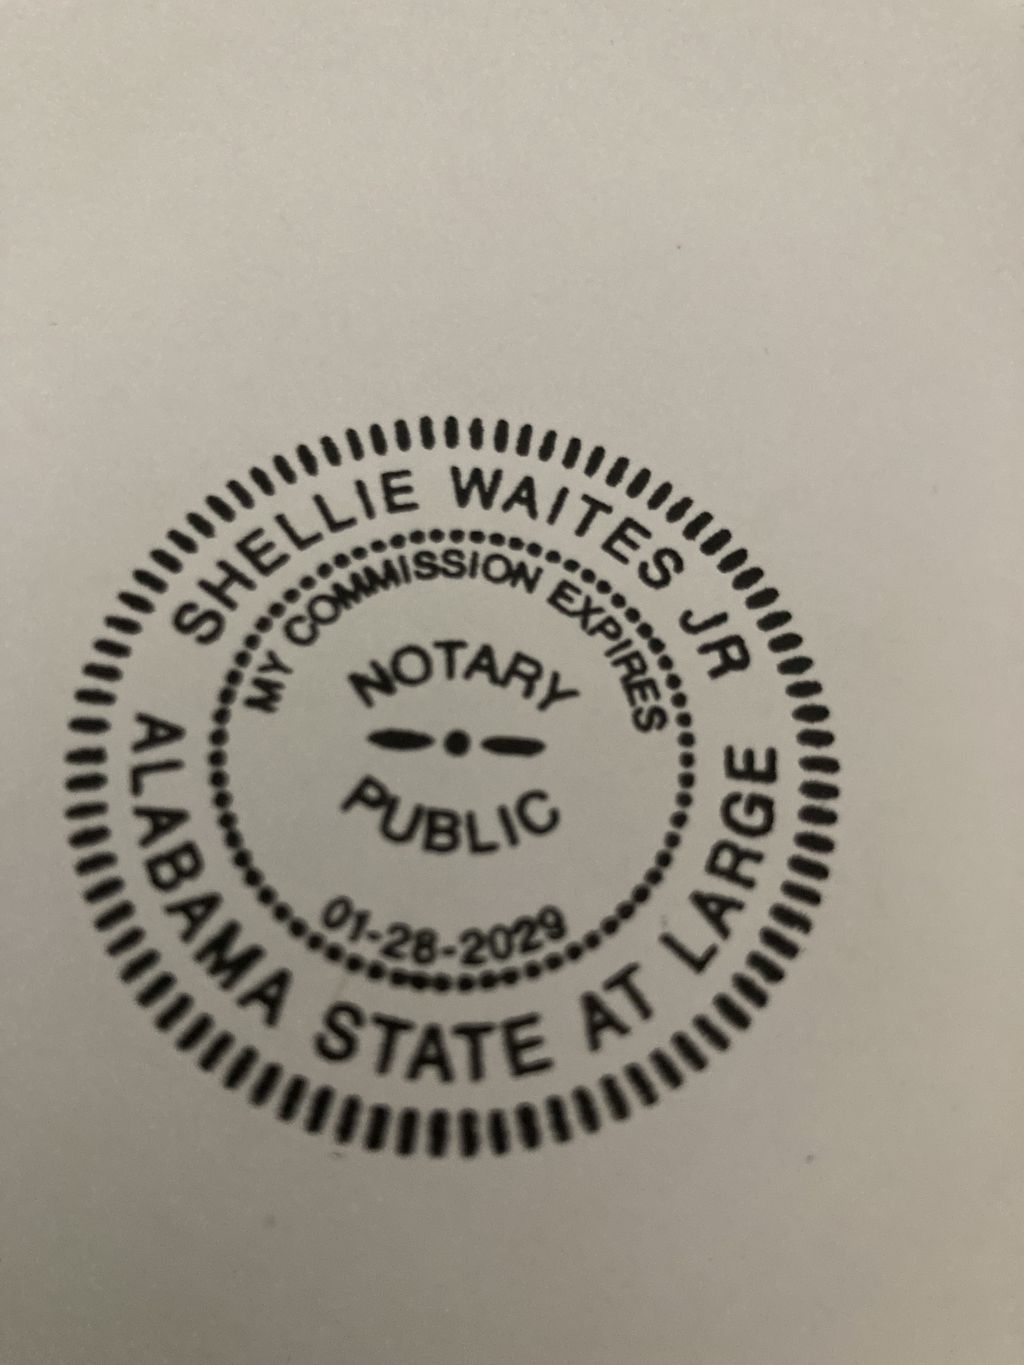 SHELLIE WAITES JR
MY COMMISSION EXPIRES
NOTARY
PUBLIC
01-28-2029
ALABAMA STATE AT LARGE